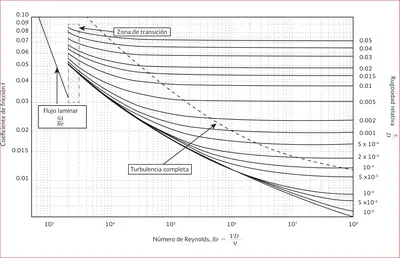 0.10
0.09
0.08
0.07
0.06
0.05
0.04
0.03
0.02
0.015
0.01
Coeficiente de fricción f
Zona de transición
Flujo laminar
64
Re
Turbulencia completa
0.05
0.04
0.03
0.02
0.015
0.01
0.005
0.002
0.001
5 x 10⁻⁴
2 x 10⁻⁴
10⁻⁴
5 x10⁻⁵
10⁻⁵
5 x10⁻⁶
10⁻⁶
Rugosidad relativa
D
10³
10⁴
10⁵
10⁶
10⁷
10⁸
Número de Reynolds, Re = VD
ν